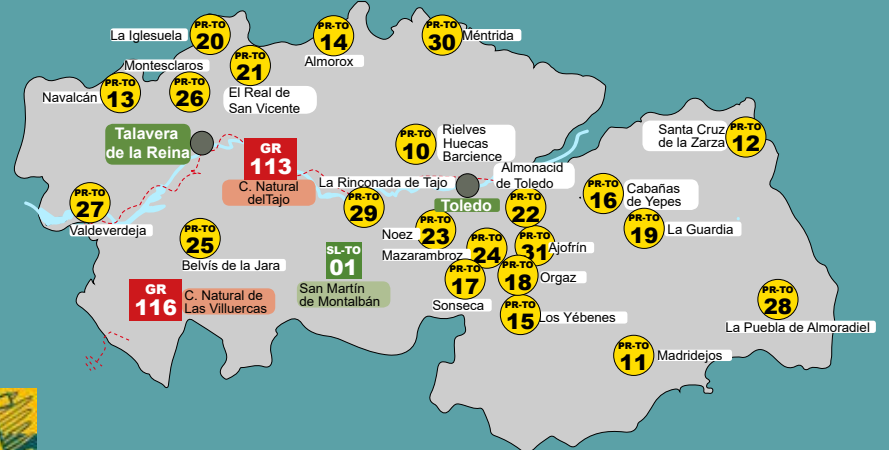 La Iglesuela
PR-TO
20
PR-TO
14
Almorox
PR-TO
30
Méntrida
Montesclaros
PR-TO
21
El Real de
San Vicente
Navalcán
PR-TO
13
PR-TO
26
Talavera
de la Reina
GR
113
C. Natural
delTajo
PR-TO
10
Rielves
Huecas
Barcience
Santa Cruz
de la Zarza
PR-TO
12
La Rinconada de Tajo
PR-TO
29
Toledo
Almonacid
de Toledo
PR-TO
22
PR-TO
16
Cabañas
de Yepes
PR-TO
27
Valdeverdeja
PR-TO
25
Belvís de la Jara
Noez
PR-TO
23
Mazarambroz
PR-TO
24
PR-TO
31
Ajofrín
PR-TO
19
La Guardia
SL-TO
01
San Martín
de Montalbán
PR-TO
17
Sonseca
PR-TO
18
Orgaz
GR
116
C. Natural de
Las Villuercas
PR-TO
15
Los Yébenes
PR-TO
28
La Puebla de Almoradiel
PR-TO
11
Madridejos